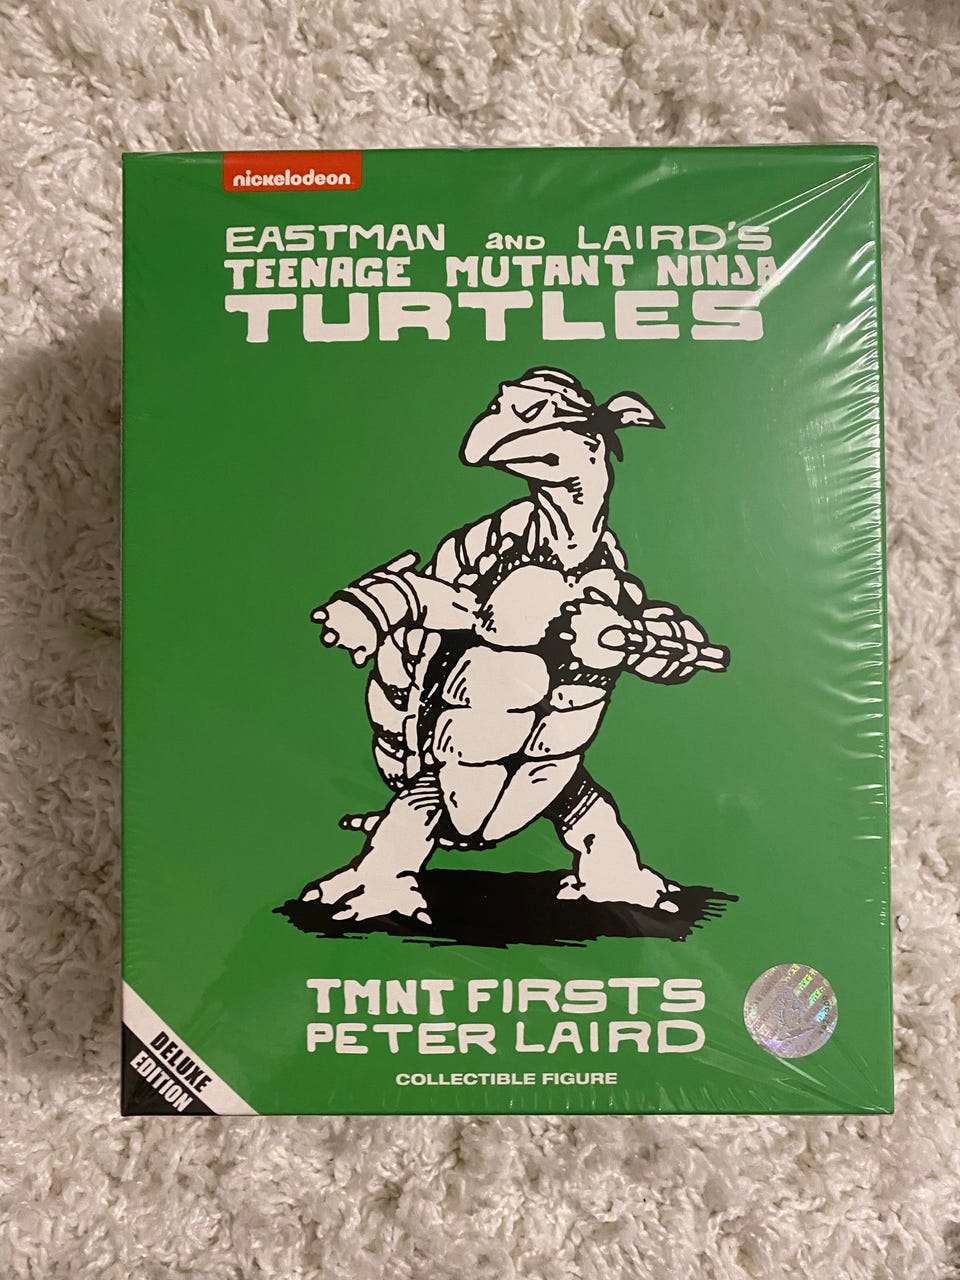 nickelodeon
EASTMAN AND LAIRD'S
TEENAGE MUTANT NINJA
TURTLES
TMNT FIRSTS
PETER LAIRD
COLLECTIBLE FIGURE
DELUXE
EDITION